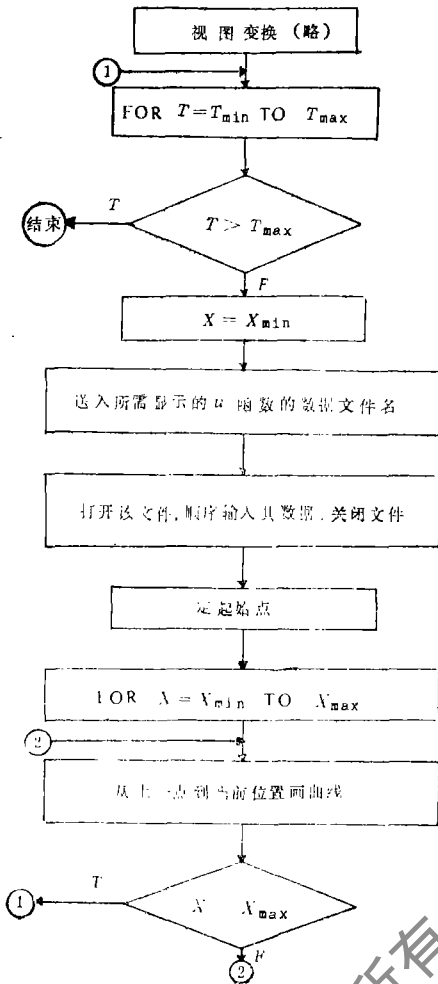 视图变换（略）
①
FOR T=Tmin TO Tmax
T
结束
T > Tmax
F
X = Xmin
送入所需显示的 u 函数的数据文件名
打开该文件,顺序输入其数据.关闭文件
定起始点
FOR X = Xmin TO Xmax
②
从上一点到当前位置画曲线
T
①
X Xmax
F
②
所有